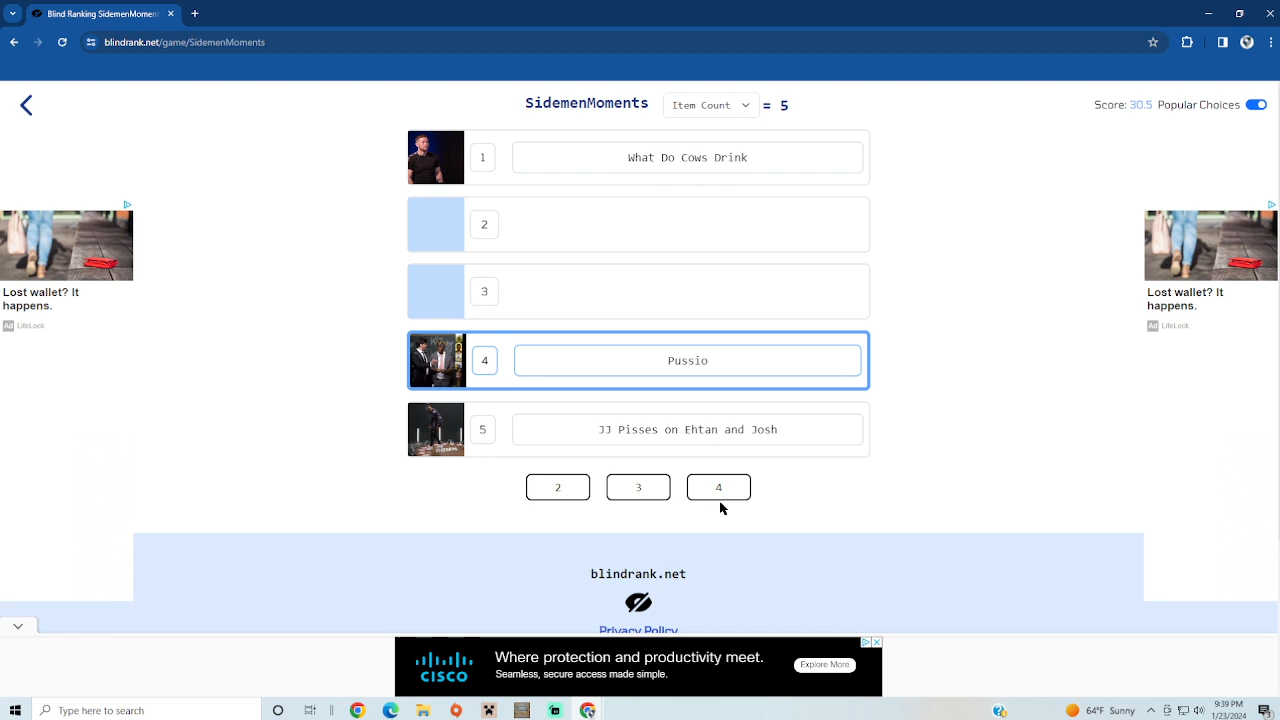 Blind Ranking SidemenMoment
blindrank.net/game/SidemenMoments
SidemenMoments
Item Count
= 5
Score: 30.5 Popular Choices
1
What Do Cows Drink
2
3
4
Pussio
5
JJ Pisses on Ehtan and Josh
2
3
4
Lost wallet? It
happens.
Ad LifeLock
Lost wallet? It
happens.
Ad LifeLock
blindrank.net
Privacy Policy
CISCO
Where protection and productivity meet.
Seamless, secure access made simple.
Explore More
Type here to search
64°F Sunny
9:39 PM
1/23/2024